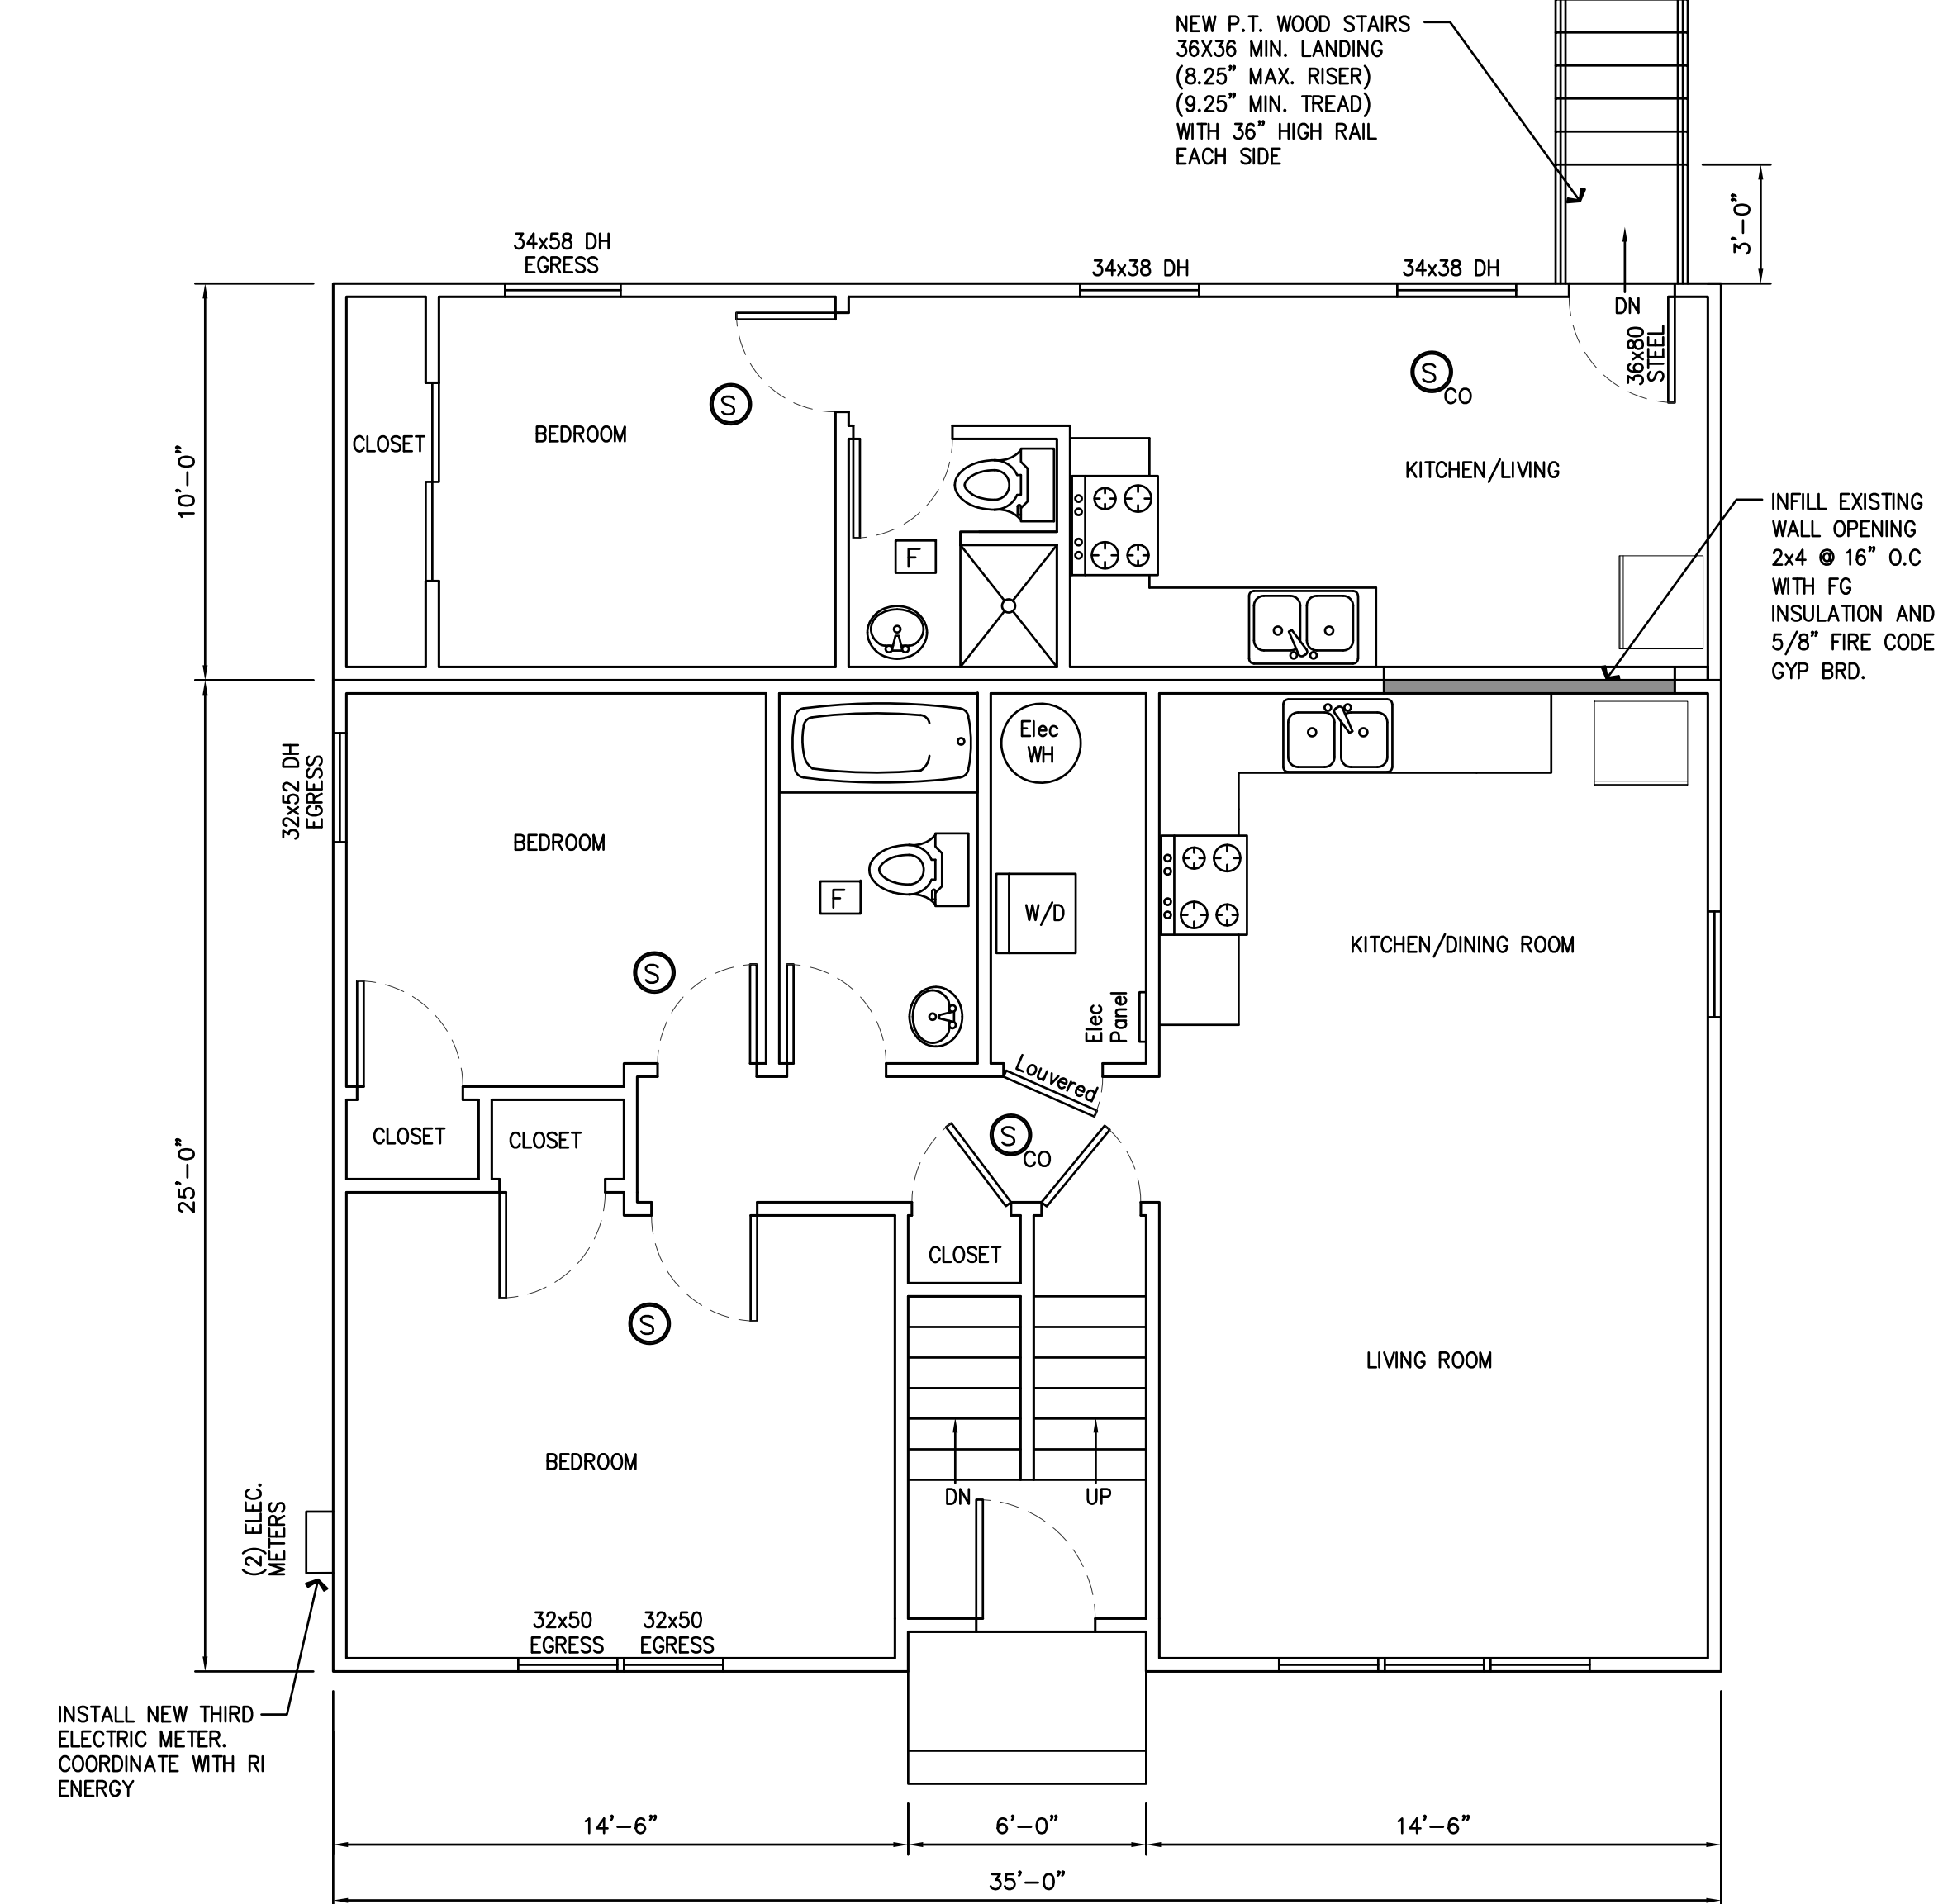 NEW P.T. WOOD STAIRS
36X36 MIN. LANDING
(8.25" MAX. RISER)
(9.25" MIN. TREAD)
WITH 36" HIGH RAIL
EACH SIDE
3'-0"
34x58 DH
EGRESS
34x38 DH
34x38 DH
DN
36x80
STEEL
10'-0"
CLOSET
BEDROOM
S
S
CO
KITCHEN/LIVING
F
INFILL EXISTING
WALL OPENING
2x4 @ 16" O.C
WITH FG
INSULATION AND
5/8" FIRE CODE
GYP BRD.
32x52 DH
EGRESS
BEDROOM
Elec
WH
F
W/D
KITCHEN/DINING ROOM
S
Elec
Panel
Louvered
25'-0"
CLOSET
CLOSET
S
CO
CLOSET
S
LIVING ROOM
BEDROOM
DN
UP
(2) ELEC.
METERS
32x50
EGRESS
32x50
EGRESS
INSTALL NEW THIRD
ELECTRIC METER.
COORDINATE WITH RI
ENERGY
14'-6"
6'-0"
14'-6"
35'-0"